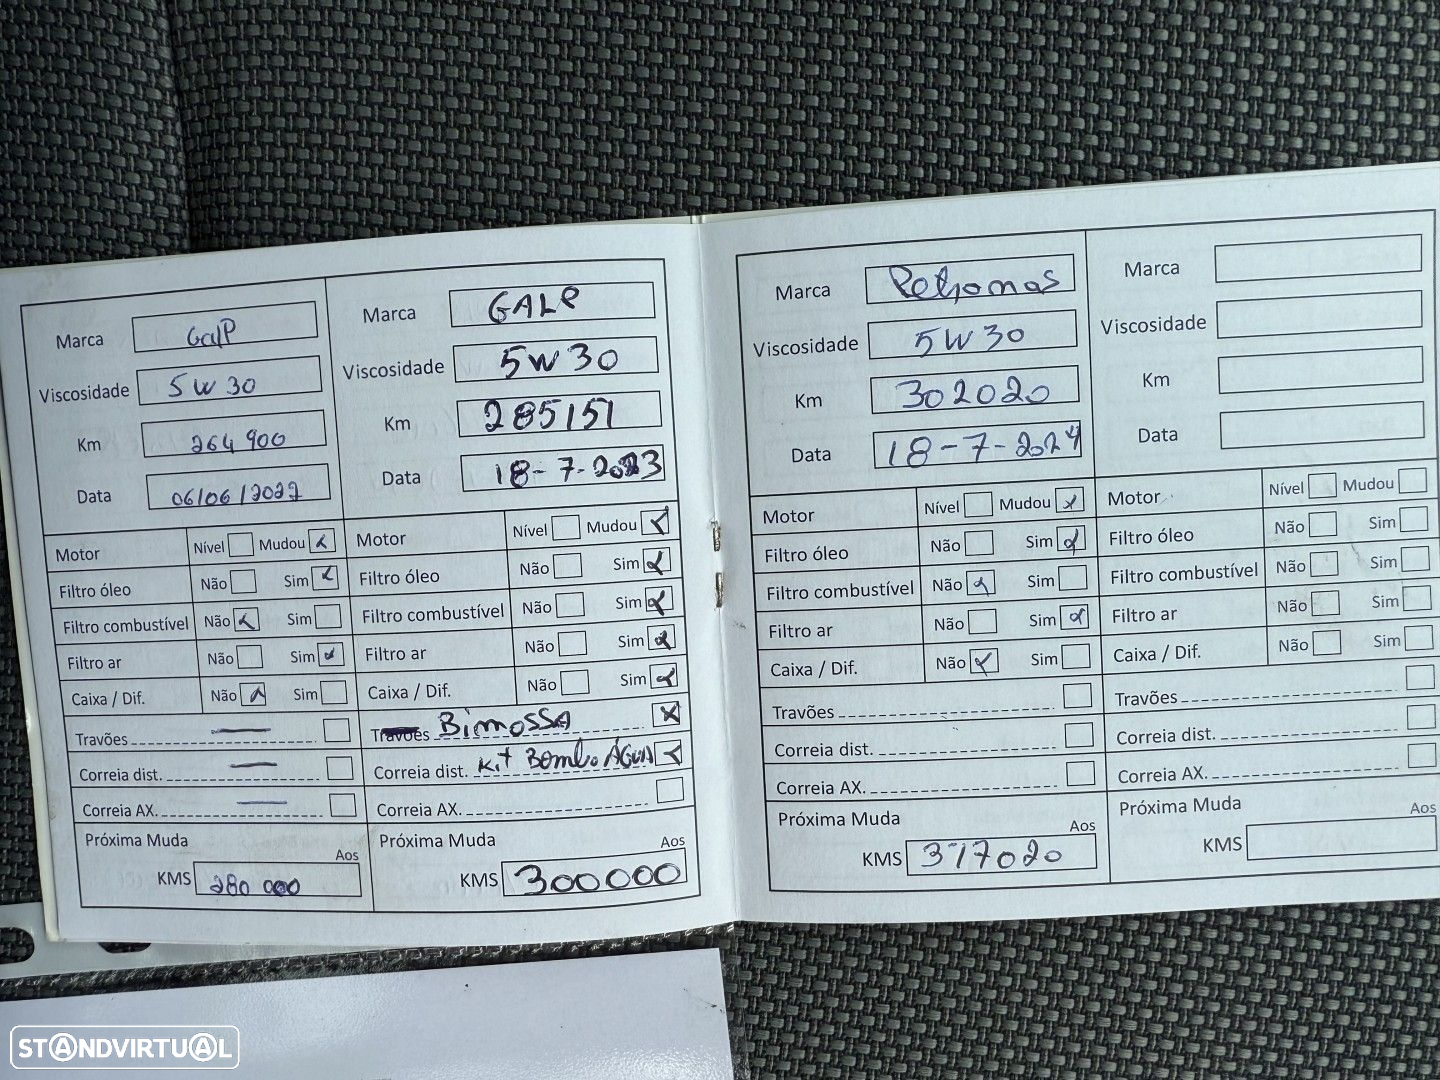 Marca GalP
Viscosidade 5W30
Km 264 900
Data 06/06/2022
Motor Nível Mudou
Filtro óleo Não Sim
Filtro combustível Não Sim
Filtro ar Não Sim
Caixa / Dif. Não Sim
Travões
Correia dist.
Correia AX.
Próxima Muda
Aos
KMS 280 000
Marca GALP
Viscosidade 5W30
Km 285151
Data 18-7-2023
Motor Nível Mudou
Filtro óleo Não Sim
Filtro combustível Não Sim
Filtro ar Não Sim
Caixa / Dif. Não Sim
Travões BimoSSA
Correia dist. Kit Bomba ÁGUA
Correia AX.
Próxima Muda
Aos
KMS 300000
Marca Petronas
Viscosidade 5W30
Km 302020
Data 18-7-2024
Motor Nível Mudou
Filtro óleo Não Sim
Filtro combustível Não Sim
Filtro ar Não Sim
Caixa / Dif. Não Sim
Travões
Correia dist.
Correia AX.
Próxima Muda
Aos
KMS 317020
Marca
Viscosidade
Km
Data
Motor Nível Mudou
Filtro óleo Não Sim
Filtro combustível Não Sim
Filtro ar Não Sim
Caixa / Dif. Não Sim
Travões
Correia dist.
Correia AX.
Próxima Muda
Aos
KMS
STANDVIRTUAL